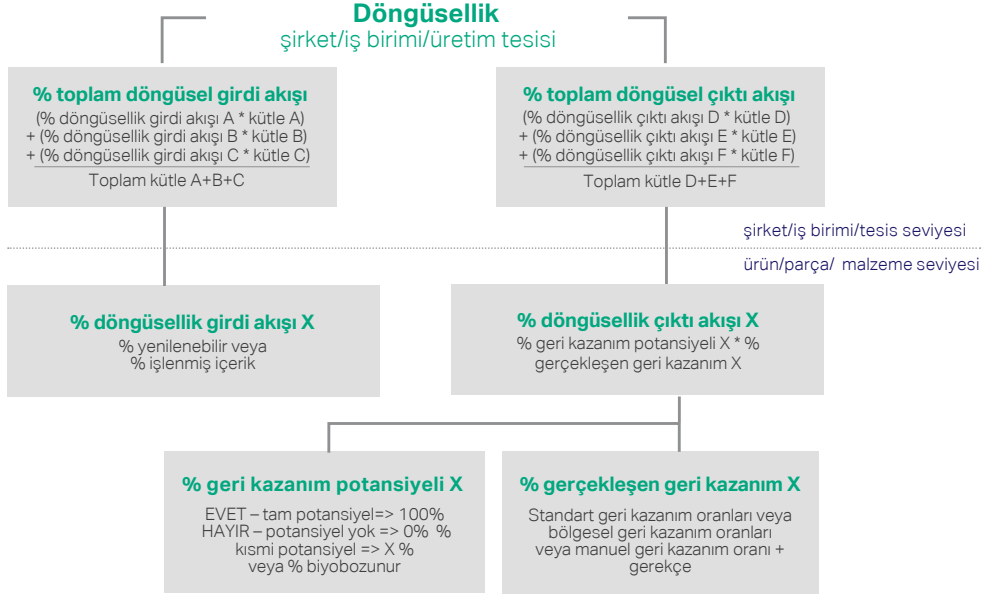 Döngüsellik
şirket/iş birimi/üretim tesisi
% toplam döngüsel girdi akışı
(% döngüsellik girdi akışı A * kütle A)
+ (% döngüsellik girdi akışı B * kütle B)
+ (% döngüsellik girdi akışı C * kütle C)
Toplam kütle A+B+C
% toplam döngüsel çıktı akışı
(% döngüsellik çıktı akışı D * kütle D)
+ (% döngüsellik çıktı akışı E * kütle E)
+ (% döngüsellik çıktı akışı F * kütle F)
Toplam kütle D+E+F
şirket/iş birimi/tesis seviyesi
ürün/parça/ malzeme seviyesi
% döngüsellik girdi akışı X
% yenilenebilir veya
% işlenmiş içerik
% döngüsellik çıktı akışı X
% geri kazanım potansiyeli X * %
gerçekleşen geri kazanım X
% geri kazanım potansiyeli X
EVET – tam potansiyel=> 100%
HAYIR – potansiyel yok => 0% %
kısmi potansiyel => X %
veya % biyobozunur
% gerçekleşen geri kazanım X
Standart geri kazanım oranları veya
bölgesel geri kazanım oranları
veya manuel geri kazanım oranı +
gerekçe